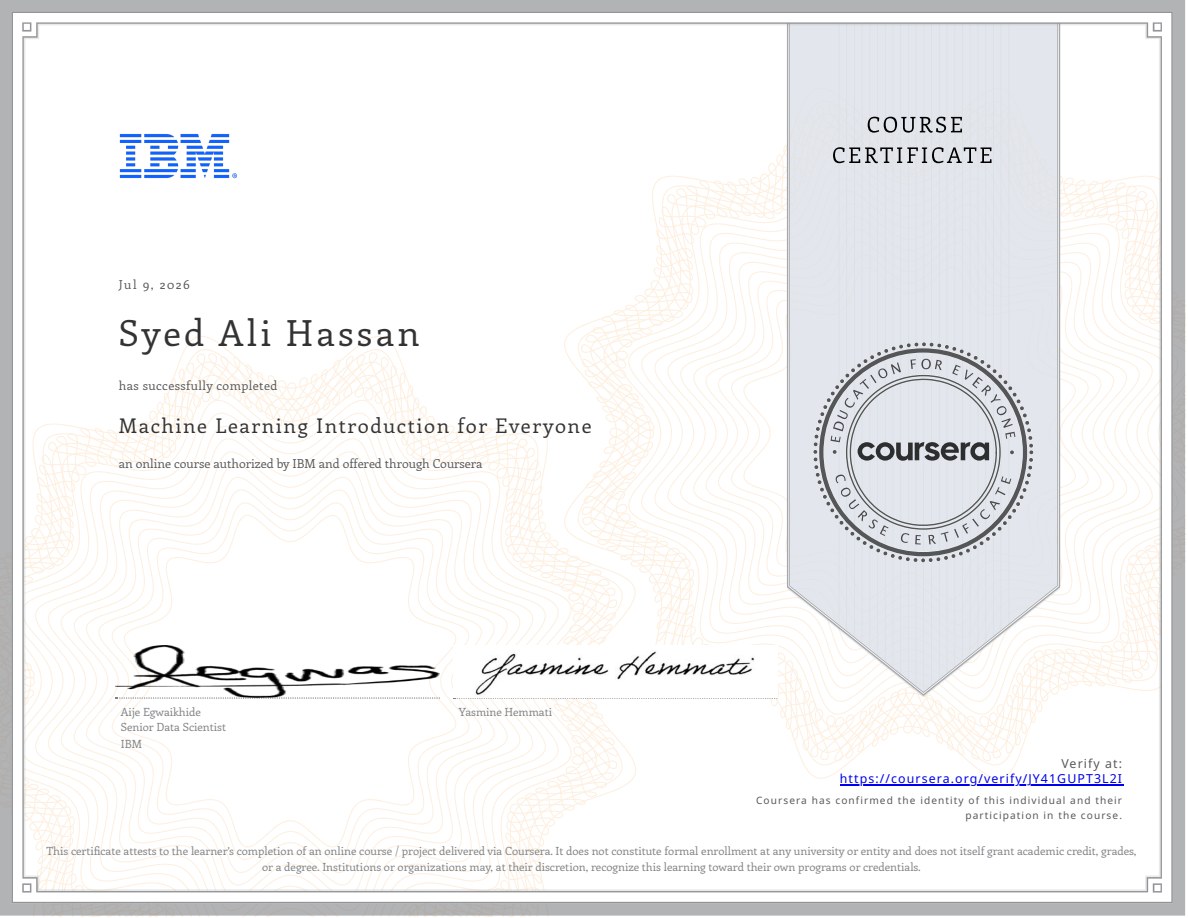 COURSE
CERTIFICATE
IBM®
Jul 9, 2026
Syed Ali Hassan
has successfully completed
Machine Learning Introduction for Everyone
an online course authorized by IBM and offered through Coursera
EDUCATION FOR EVERYONE
coursera
COURSE CERTIFICATE
Yasmine Hemmati
Aije Egwaikhide
Senior Data Scientist
IBM
Yasmine Hemmati
Verify at:
https://coursera.org/verify/JY41GUPT3L2I
Coursera has confirmed the identity of this individual and their
participation in the course.
This certificate attests to the learner's completion of an online course / project delivered via Coursera. It does not constitute formal enrollment at any university or entity and does not itself grant academic credit, grades,
or a degree. Institutions or organizations may, at their discretion, recognize this learning toward their own programs or credentials.